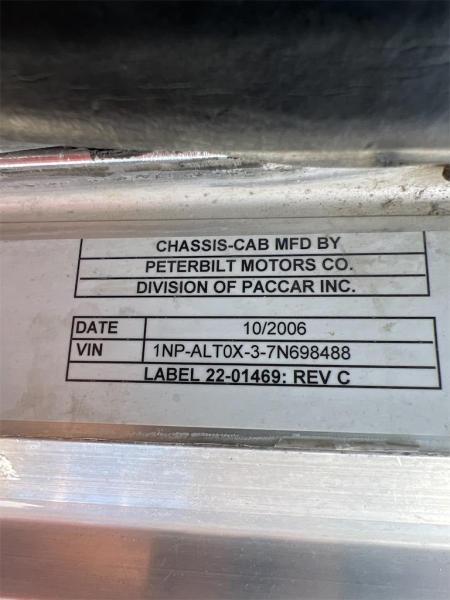 CHASSIS-CAB MFD BY
PETERBILT MOTORS CO.
DIVISION OF PACCAR INC.
DATE 10/2006
VIN 1NP-ALT0X-3-7N698488
LABEL 22-01469: REV C